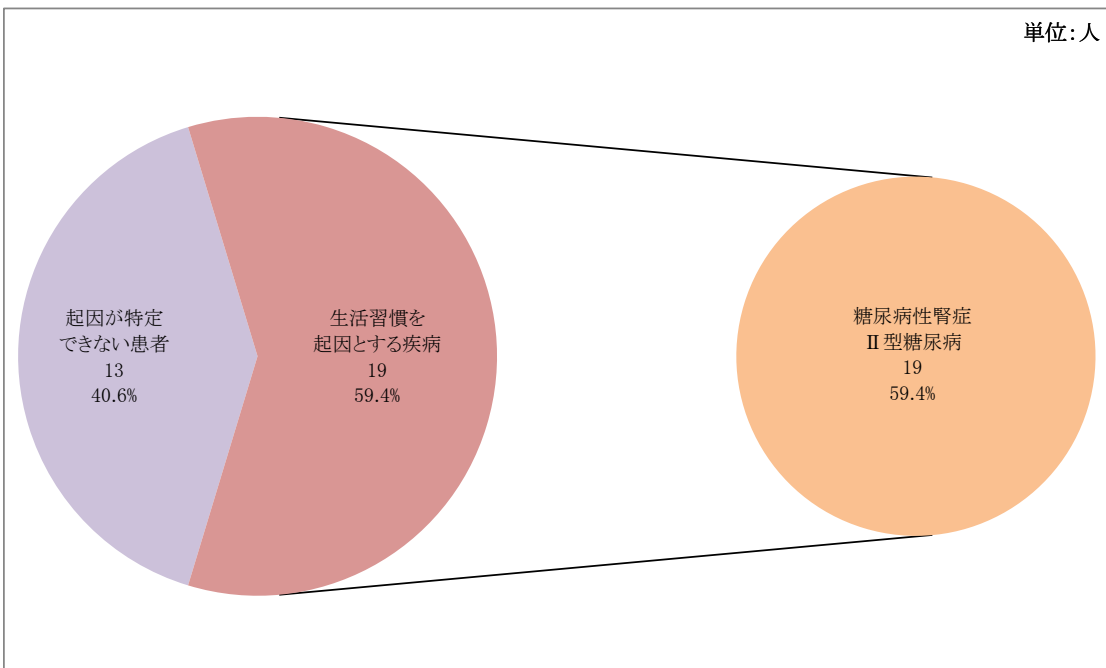 単位:人
起因が特定
できない患者
13
40.6%
生活習慣を
起因とする疾病
19
59.4%
糖尿病性腎症
Ⅱ型糖尿病
19
59.4%